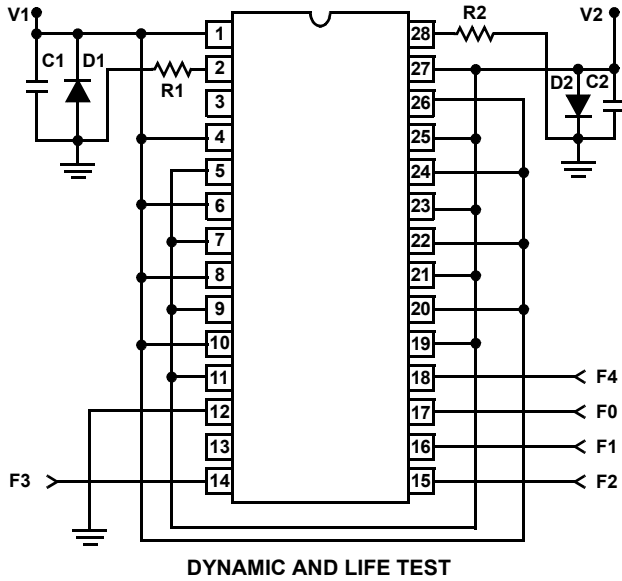 V1
C1 D1
R1
R2
V2
D2 C2
1 28
2 27
3 26
4 25
5 24
6 23
7 22
8 21
9 20
10 19
11 18 F4
12 17 F0
13 16 F1
F3 14 15 F2
DYNAMIC AND LIFE TEST